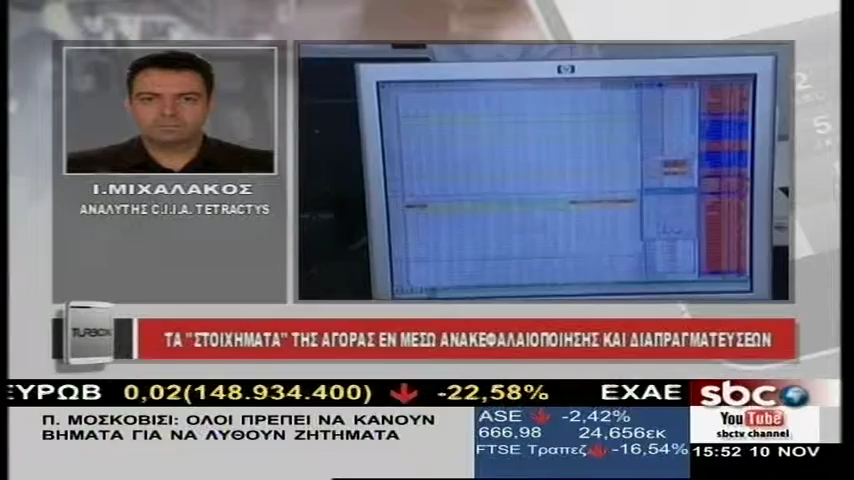 Ι.ΜΙΧΑΛΑΚΟΣ
ΑΝΑΛΥΤΗΣ C.I.I.A. TETRACTYS
hp
TURBOX
ΤΑ "ΣΤΟΙΧΗΜΑΤΑ" ΤΗΣ ΑΓΟΡΑΣ ΕΝ ΜΕΣΩ ΑΝΑΚΕΦΑΛΑΙΟΠΟΙΗΣΗΣ ΚΑΙ ΔΙΑΠΡΑΓΜΑΤΕΥΣΕΩΝ
ΕΥΡΩΒ 0,02(148.934.400) -22,58% ΕΧΑΕ
sbc
Π. ΜΟΣΚΟΒΙΣΙ: ΟΛΟΙ ΠΡΕΠΕΙ ΝΑ ΚΑΝΟΥΝ
ΒΗΜΑΤΑ ΓΙΑ ΝΑ ΛΥΘΟΥΝ ΖΗΤΗΜΑΤΑ
ASE -2,42%
666,98 24,656εκ
FTSE Τραπεζ -16,54%
YouTube
sbctv channel
15:52 10 NOV